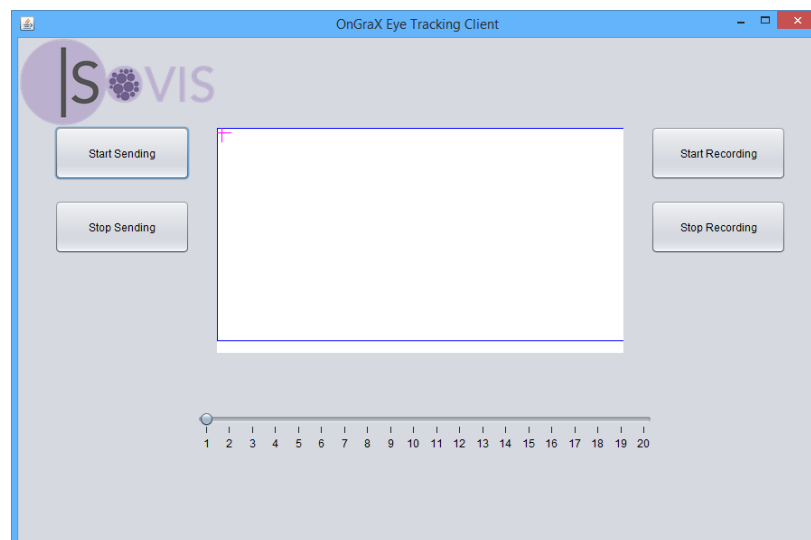 OnGraX Eye Tracking Client
ISOVIS
Start Sending
Start Recording
Stop Sending
Stop Recording
1 2 3 4 5 6 7 8 9 10 11 12 13 14 15 16 17 18 19 20